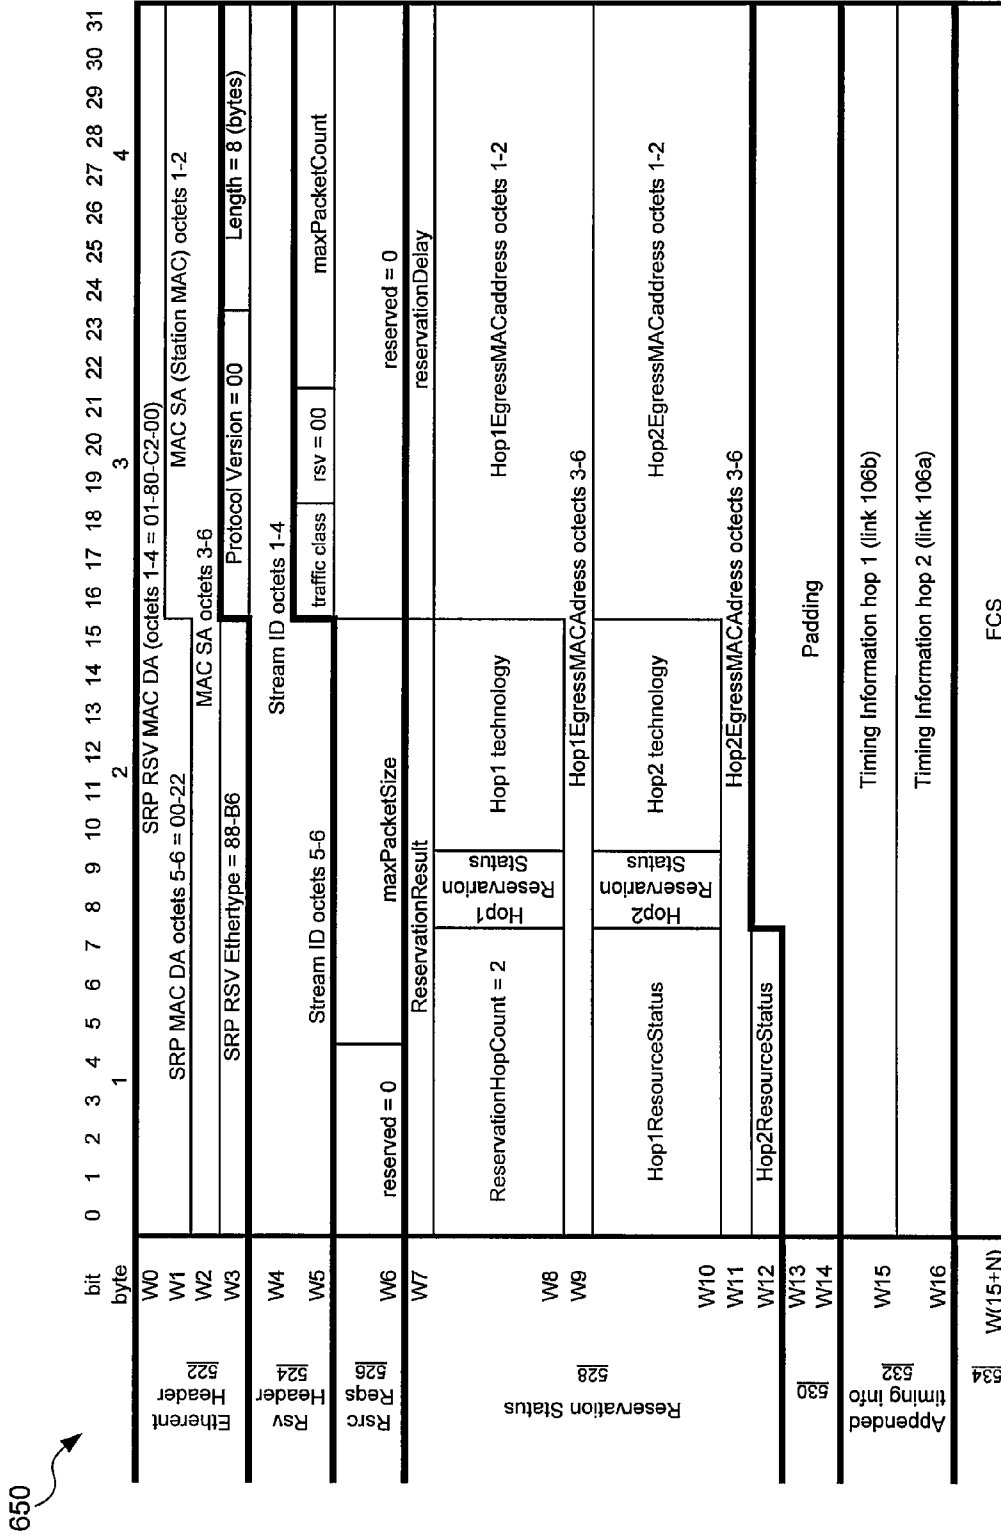 650
bit 0 1 2 3 4 5 6 7 8 9 10 11 12 13 14 15 16 17 18 19 20 21 22 23 24 25 26 27 28 29 30 31
byte 1 2 3 4
Etherent
Header
522
W0
SRP RSV MAC DA (octets 1-4 = 01-80-C2-00)
W1
SRP MAC DA octets 5-6 = 00-22
MAC SA (Station MAC) octets 1-2
W2
MAC SA octets 3-6
W3
SRP RSV Ethertype = 88-B6
Protocol Version = 00
Length = 8 (bytes)
Rsv
Header
524
W4
Stream ID octets 1-4
W5
Stream ID octets 5-6
traffic class
rsv = 00
maxPacketCount
Rsrc
Reqs
526
W6
reserved = 0
maxPacketSize
reserved = 0
Reservation Status
528
W7
ReservationResult
reservationDelay
W8
ReservationHopCount = 2
Hop1
Reservarion
Status
Hop1 technology
Hop1EgressMACaddress octets 1-2
W9
Hop1EgressMACAdress octects 3-6
W10
Hop1ResourceStatus
Hop2
Reservarion
Status
Hop2 technology
Hop2EgressMACaddress octets 1-2
W11
Hop2EgressMACAdress octects 3-6
W12
Hop2ResourceStatus
530
W13
W14
Padding
Appended
timing info
532
W15
Timing Information hop 1 (link 106b)
W16
Timing Information hop 2 (link 106a)
534
W(15+N)
FCS